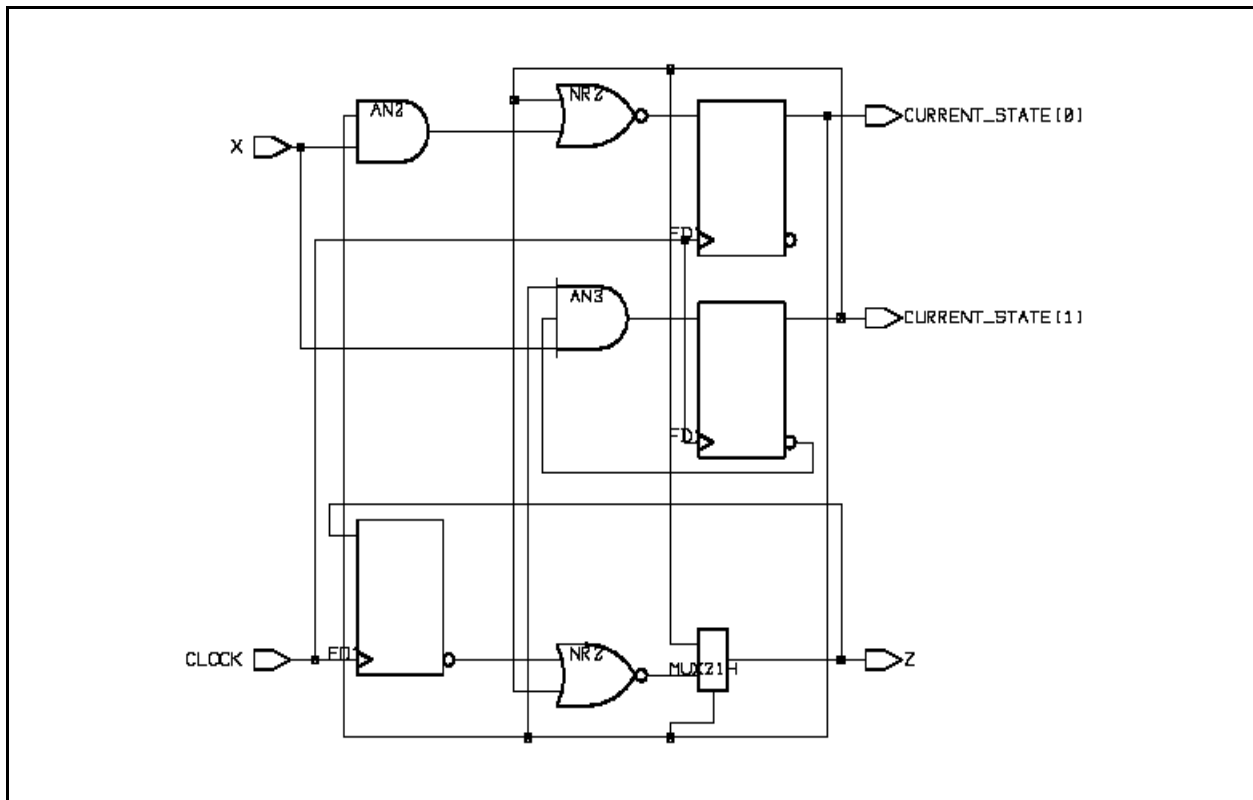 AN2
NR2
CURRENT_STATE[0]
X
FD1
AN3
CURRENT_STATE[1]
FD1
CLOCK
FD1
NR2
MUX21H
Z